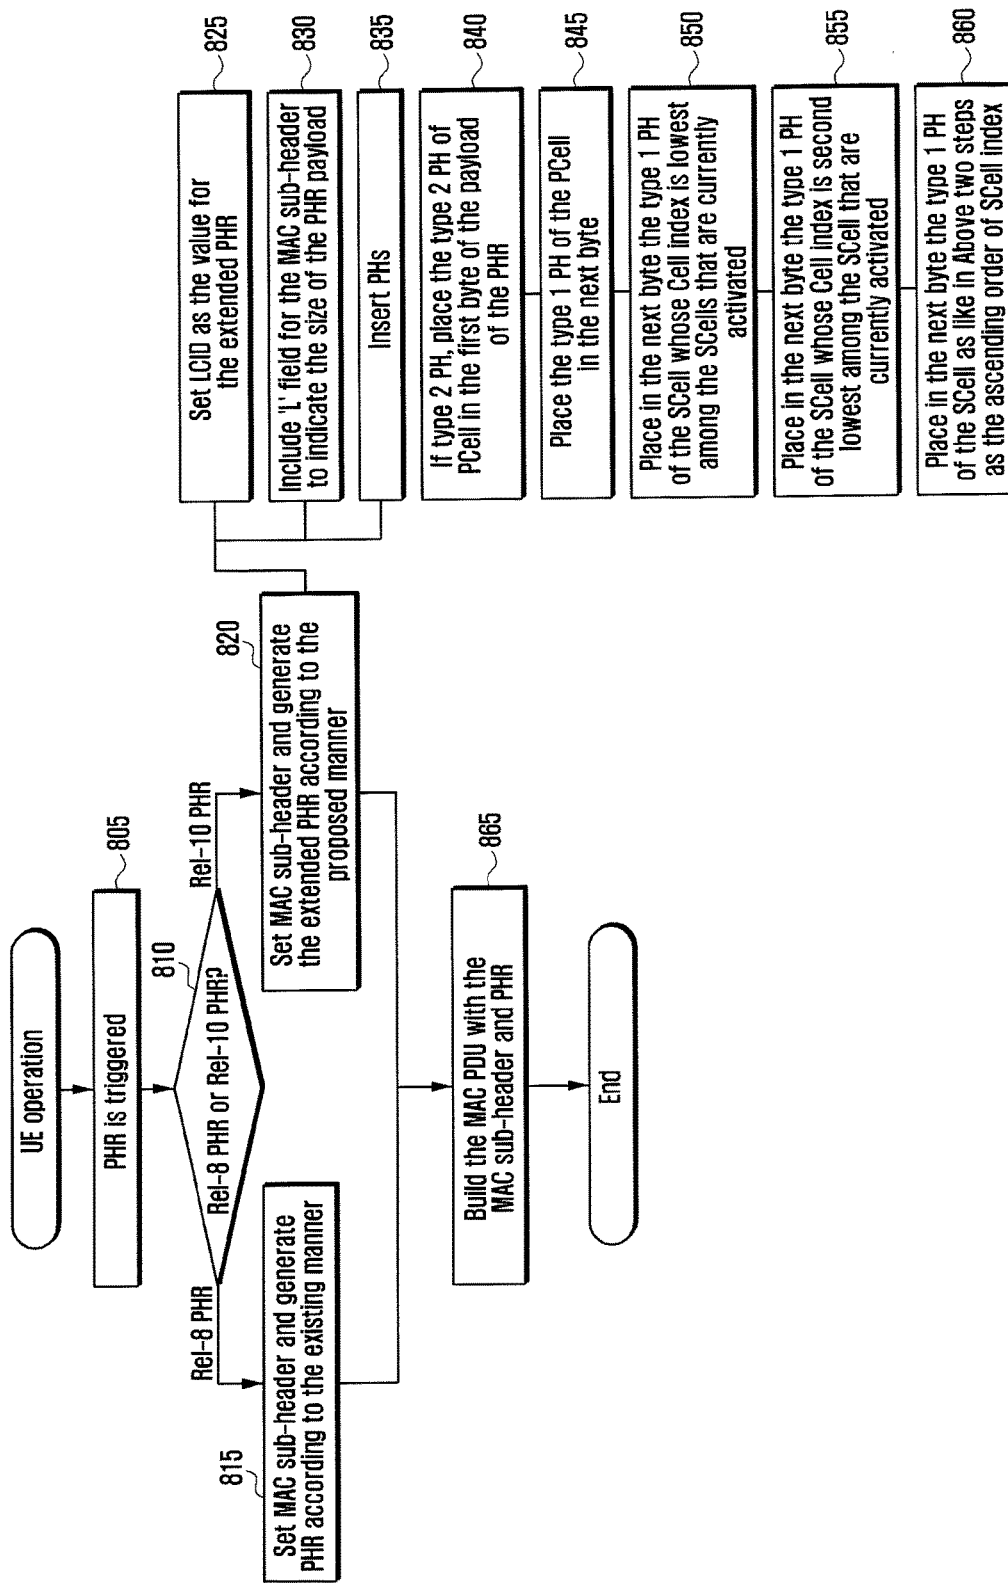 UE operation
PHR is triggered
805
810
Rel-8 PHR or Rel-10 PHR?
Rel-8 PHR
Rel-10 PHR
815
Set MAC sub-header and generate
PHR according to the existing manner
820
Set MAC sub-header and generate
the extended PHR according to the
proposed manner
Set LCID as the value for
the extended PHR
825
Include 'L' field for the MAC sub-header
to indicate the size of the PHR payload
830
Insert PHs
835
If type 2 PH, place the type 2 PH of
PCell in the first byte of the payload
of the PHR
840
Place the type 1 PH of the PCell
in the next byte
845
Place in the next byte the type 1 PH
of the SCell whose Cell index is lowest
among the SCells that are currently
activated
850
Place in the next byte the type 1 PH
of the SCell whose Cell index is second
lowest among the SCell that are
currently activated
855
Place in the next byte the type 1 PH
of the SCell as like in Above two steps
as the ascending order of SCell index
860
865
Build the MAC PDU with the
MAC sub-header and PHR
End